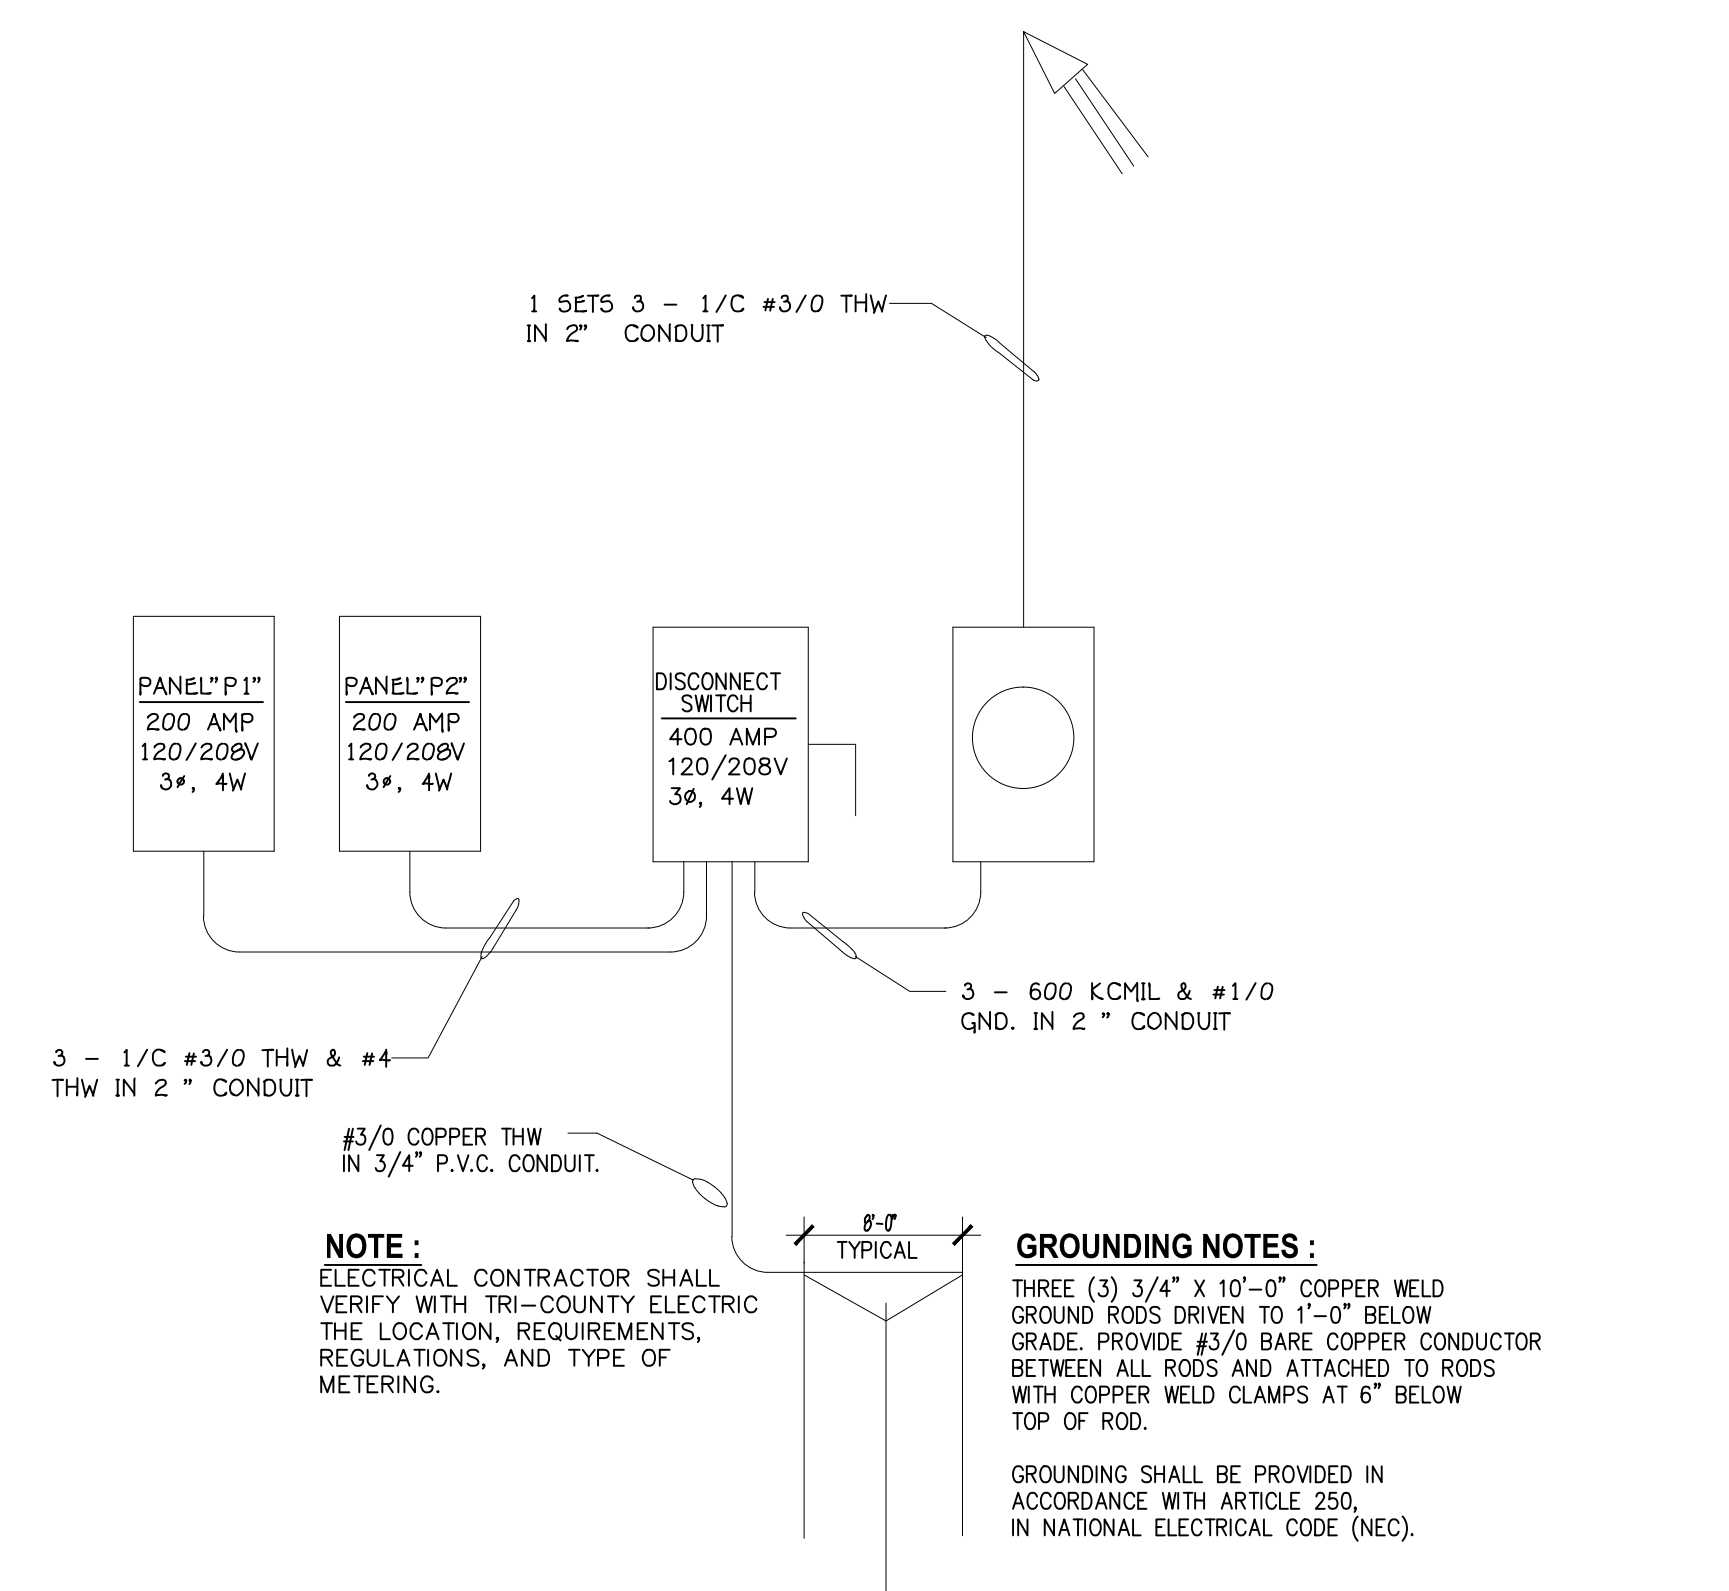 1 SETS 3 - 1/C #3/0 THW
IN 2" CONDUIT
PANEL"P1"
200 AMP
120/208V
3ø, 4W
PANEL"P2"
200 AMP
120/208V
3ø, 4W
DISCONNECT
SWITCH
400 AMP
120/208V
3ø, 4W
3 - 600 KCMIL & #1/0
GND. IN 2 " CONDUIT
3 - 1/C #3/0 THW & #4
THW IN 2 " CONDUIT
#3/0 COPPER THW
IN 3/4" P.V.C. CONDUIT.
8'-0"
TYPICAL
NOTE :
ELECTRICAL CONTRACTOR SHALL
VERIFY WITH TRI-COUNTY ELECTRIC
THE LOCATION, REQUIREMENTS,
REGULATIONS, AND TYPE OF
METERING.
GROUNDING NOTES :
THREE (3) 3/4" X 10'-0" COPPER WELD
GROUND RODS DRIVEN TO 1'-0" BELOW
GRADE. PROVIDE #3/0 BARE COPPER CONDUCTOR
BETWEEN ALL RODS AND ATTACHED TO RODS
WITH COPPER WELD CLAMPS AT 6" BELOW
TOP OF ROD.
GROUNDING SHALL BE PROVIDED IN
ACCORDANCE WITH ARTICLE 250,
IN NATIONAL ELECTRICAL CODE (NEC).